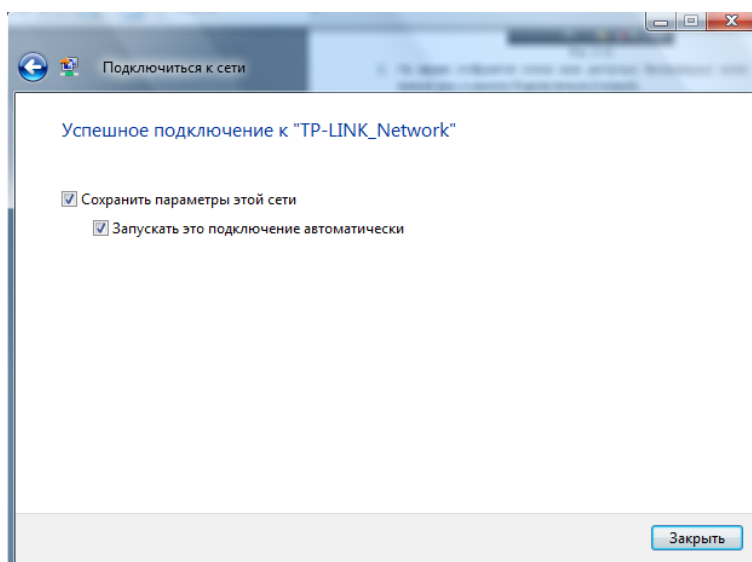 Подключиться к сети
Успешное подключение к "TP-LINK_Network"
Сохранить параметры этой сети
Запускать это подключение автоматически
Закрыть